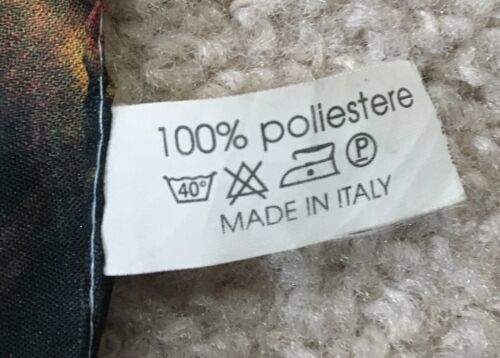 100% poliestere
40° P
MADE IN ITALY